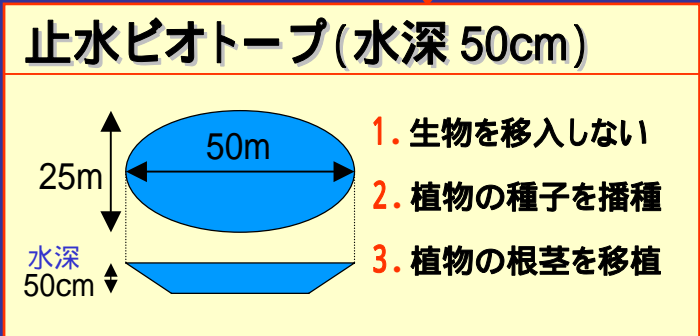 止水ビオトープ(水深 50cm)
50m
25m
水深
50cm
1. 生物を移入しない
2. 植物の種子を播種
3. 植物の根茎を移植